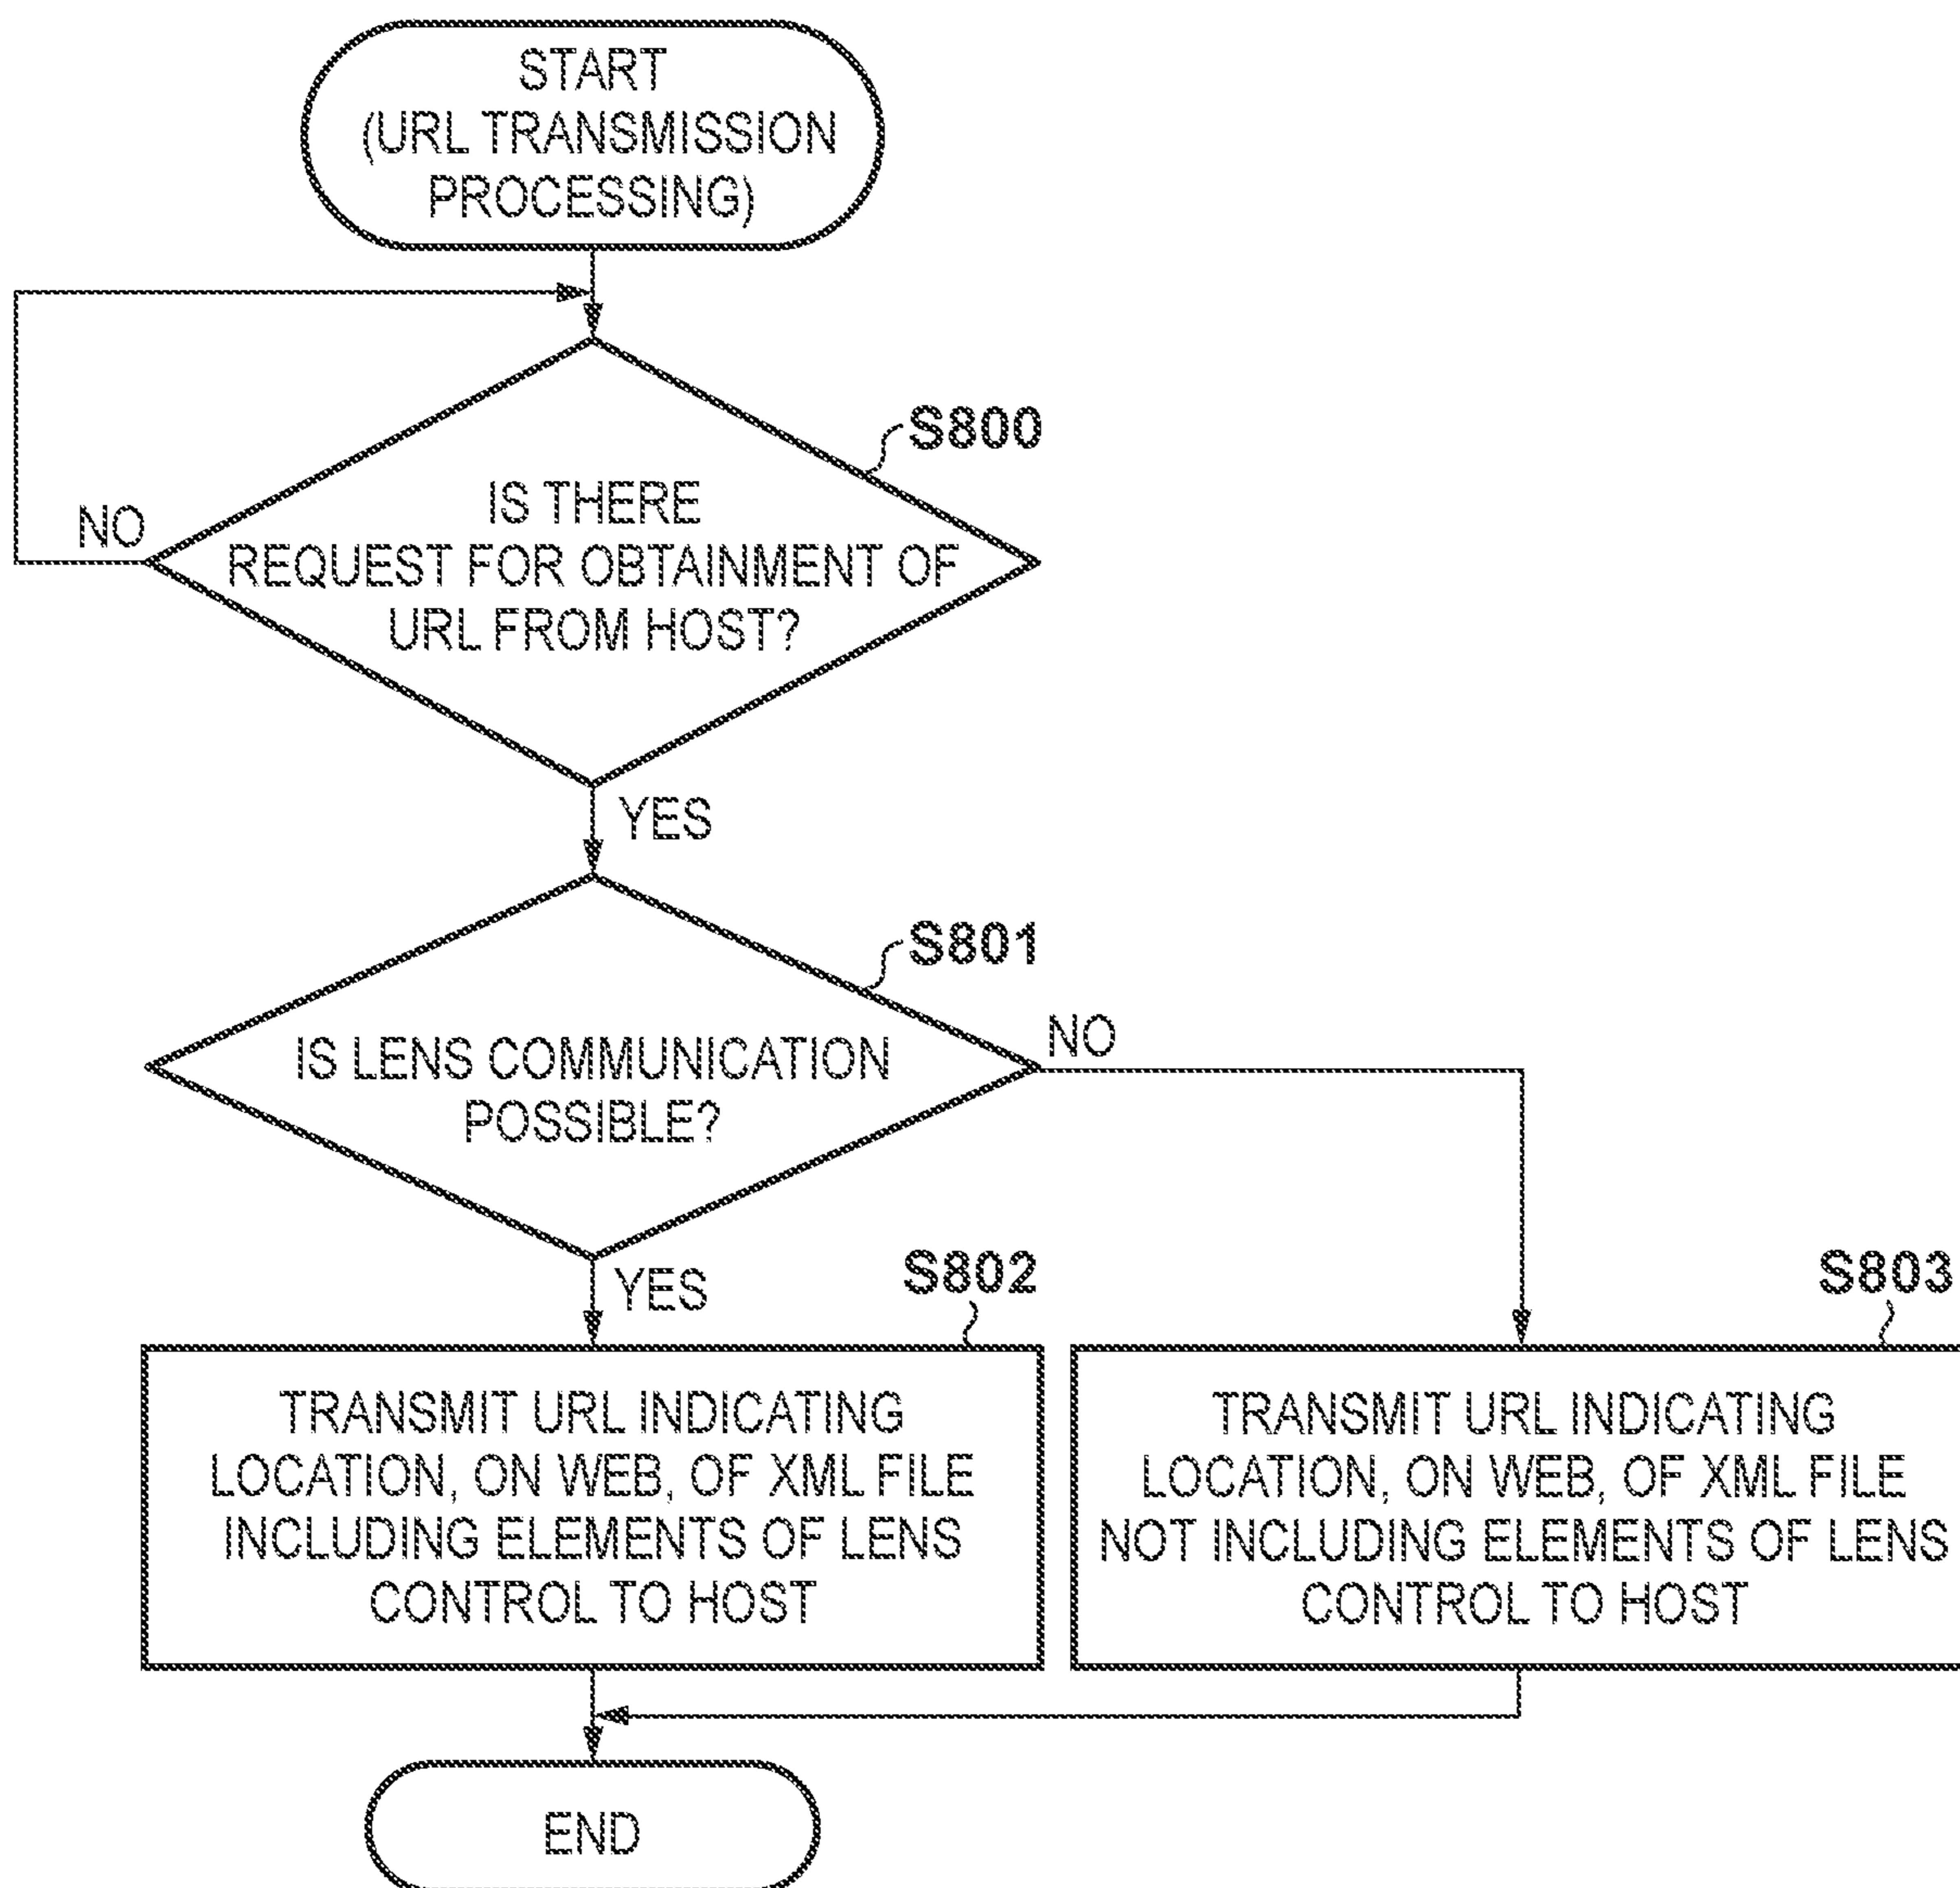 START
(URL TRANSMISSION
PROCESSING)
S800
IS THERE
REQUEST FOR OBTAINMENT OF
URL FROM HOST?
NO
YES
S801
IS LENS COMMUNICATION
POSSIBLE?
NO
YES
S802
TRANSMIT URL INDICATING
LOCATION, ON WEB, OF XML FILE
INCLUDING ELEMENTS OF LENS
CONTROL TO HOST
S803
TRANSMIT URL INDICATING
LOCATION, ON WEB, OF XML FILE
NOT INCLUDING ELEMENTS OF LENS
CONTROL TO HOST
END